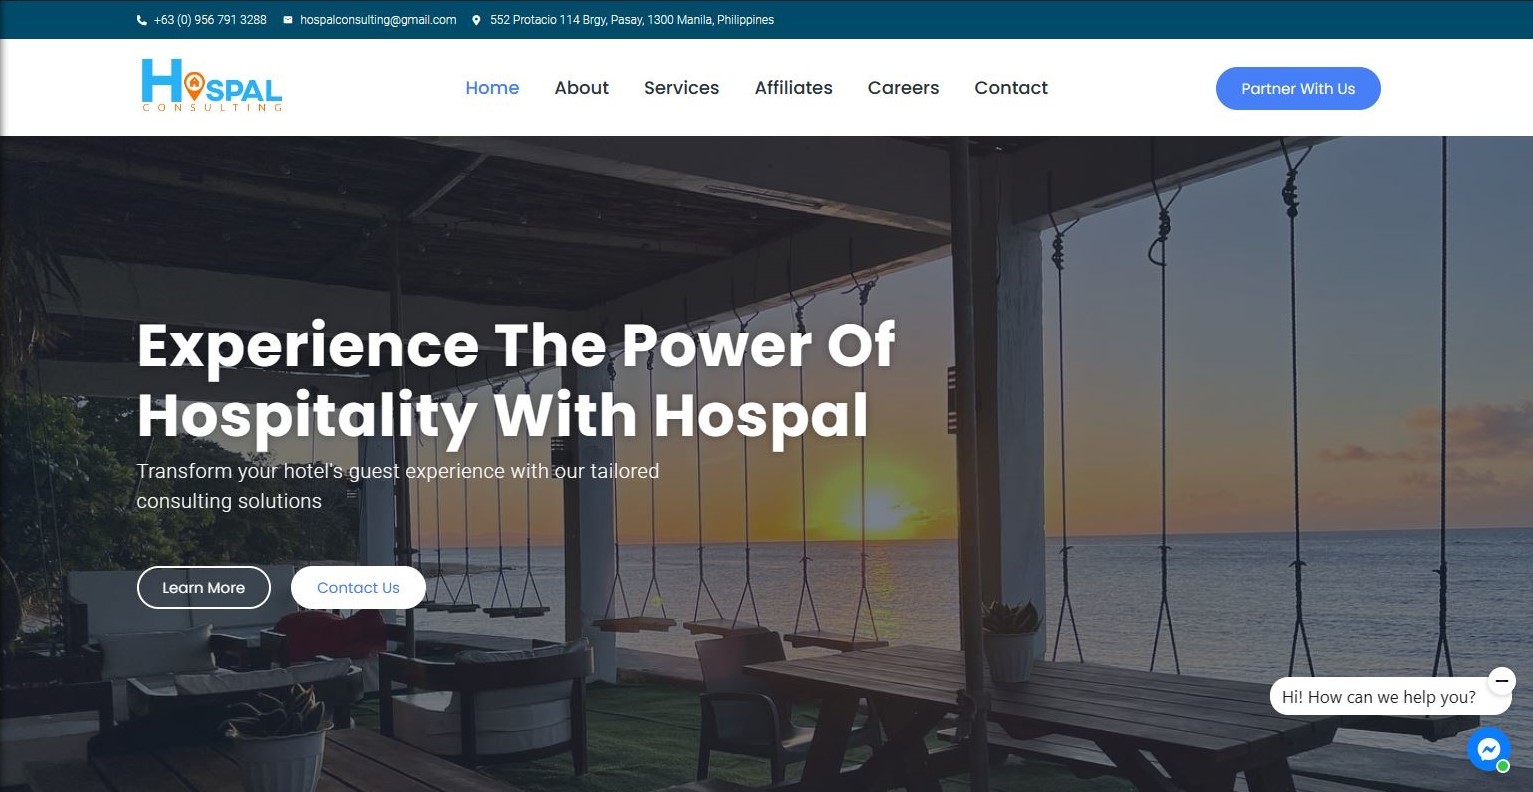 +63 (0) 956 791 3288 hospalconsulting@gmail.com 552 Protacio 114 Brgy, Pasay, 1300 Manila, Philippines
HOSPAL
CONSULTING
Home About Services Affiliates Careers Contact
Partner With Us
Experience The Power Of
Hospitality With Hospal
Transform your hotel's guest experience with our tailored
consulting solutions
Learn More Contact Us
Hi! How can we help you?